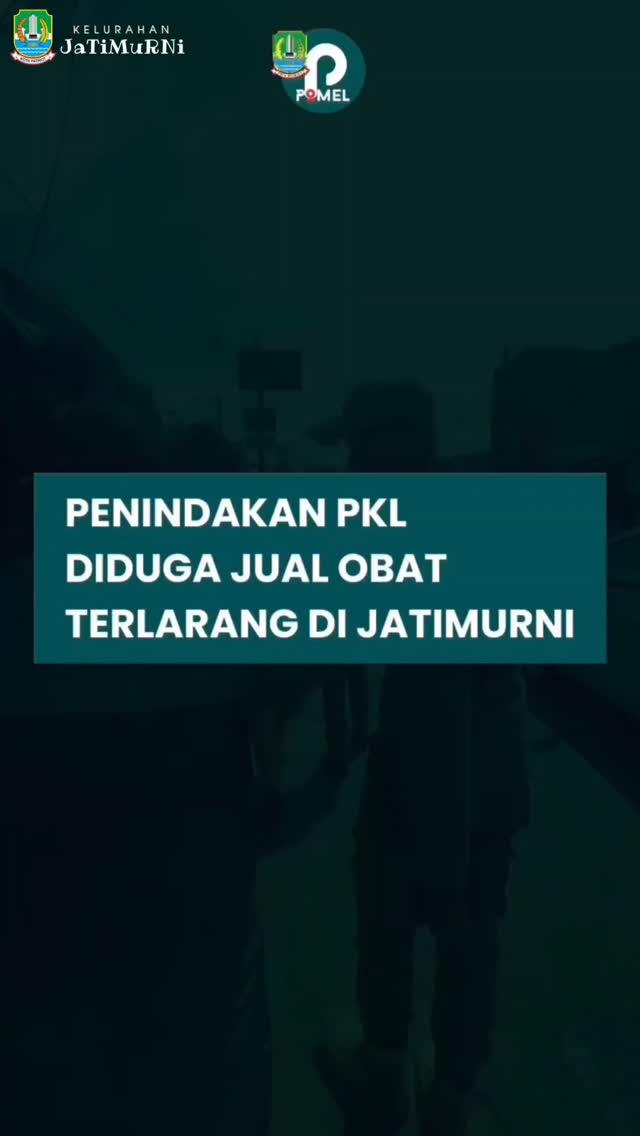 KELURAHAN
JaTiMuRNi
POMEL
PENINDAKAN PKL
DIDUGA JUAL OBAT
TERLARANG DI JATIMURNI